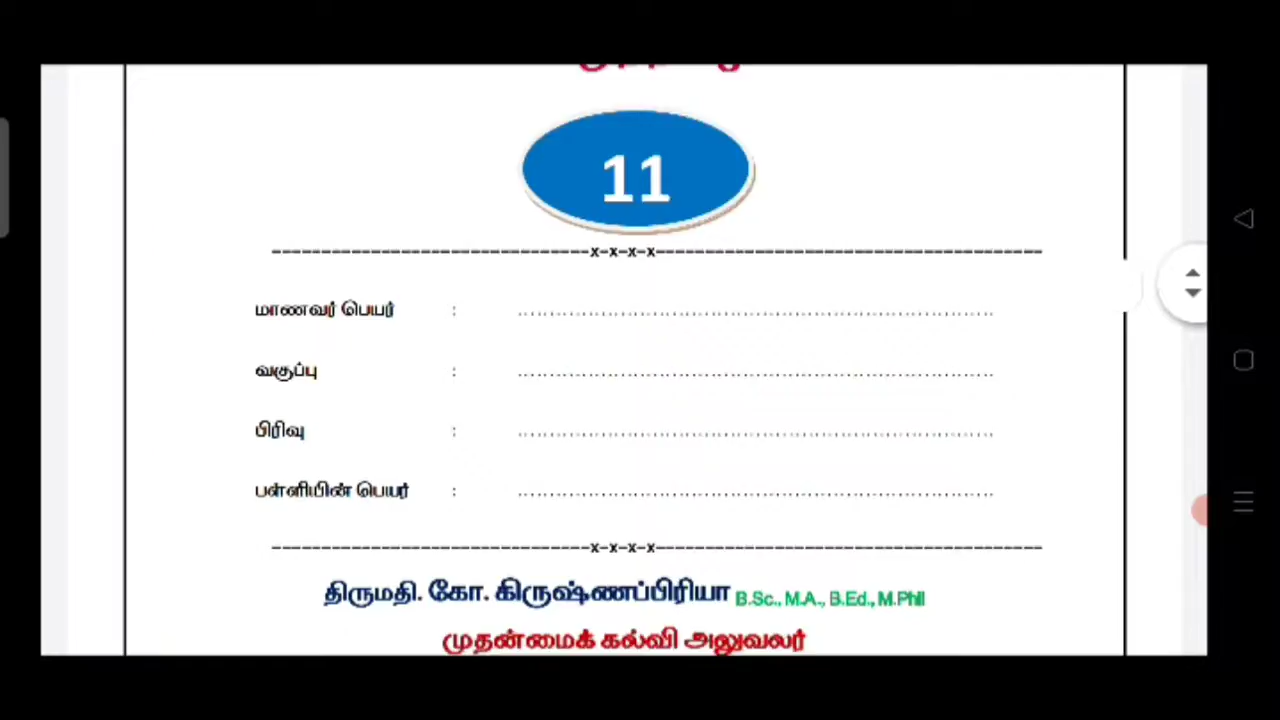 11
-------------------------------x-x-x-x--------------------------------------
மாணவர் பெயர் : ............................................................
வகுப்பு : ............................................................
பிரிவு : ............................................................
பள்ளியின் பெயர் : ............................................................
-------------------------------x-x-x-x--------------------------------------
திருமதி. கோ. கிருஷ்ணப்பிரியா B.Sc., M.A., B.Ed., M.Phil
முதன்மைக் கல்வி அலுவலர்